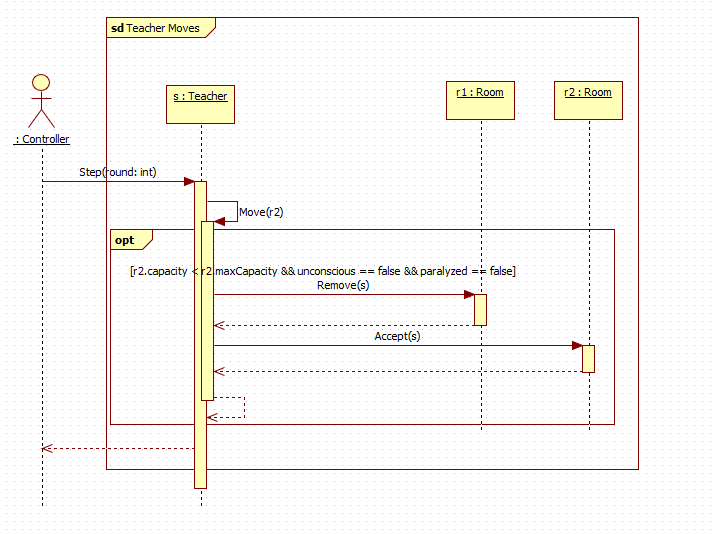 sd Teacher Moves
s : Teacher
r1 : Room
r2 : Room
: Controller
Step(round: int)
Move(r2)
opt
[r2.capacity < r2.maxCapacity && unconscious == false && paralyzed == false]
Remove(s)
Accept(s)